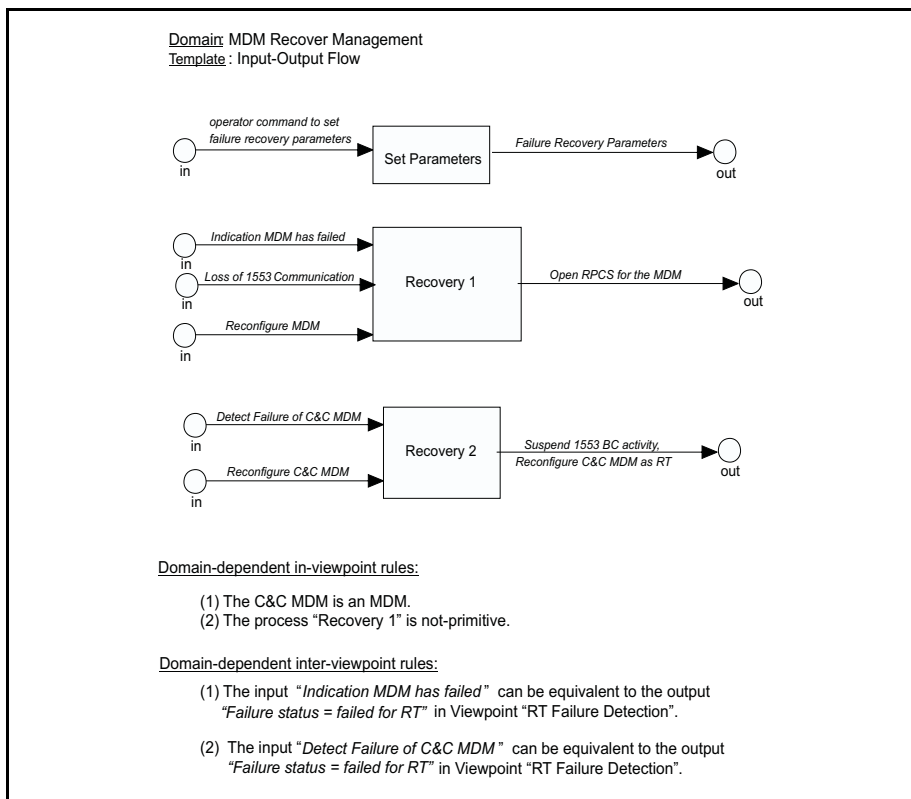 Domain: MDM Recover Management
Template : Input-Output Flow
operator command to set
failure recovery parameters
in
Set Parameters
Failure Recovery Parameters
out
Indication MDM has failed
in
Loss of 1553 Communication
in
Reconfigure MDM
in
Recovery 1
Open RPCS for the MDM
out
Detect Failure of C&C MDM
in
Reconfigure C&C MDM
in
Recovery 2
Suspend 1553 BC activity,
Reconfigure C&C MDM as RT
out
Domain-dependent in-viewpoint rules:
(1) The C&C MDM is an MDM.
(2) The process “Recovery 1” is not-primitive.
Domain-dependent inter-viewpoint rules:
(1) The input “Indication MDM has failed” can be equivalent to the output
“Failure status = failed for RT” in Viewpoint “RT Failure Detection”.
(2) The input “Detect Failure of C&C MDM ” can be equivalent to the output
“Failure status = failed for RT” in Viewpoint “RT Failure Detection”.